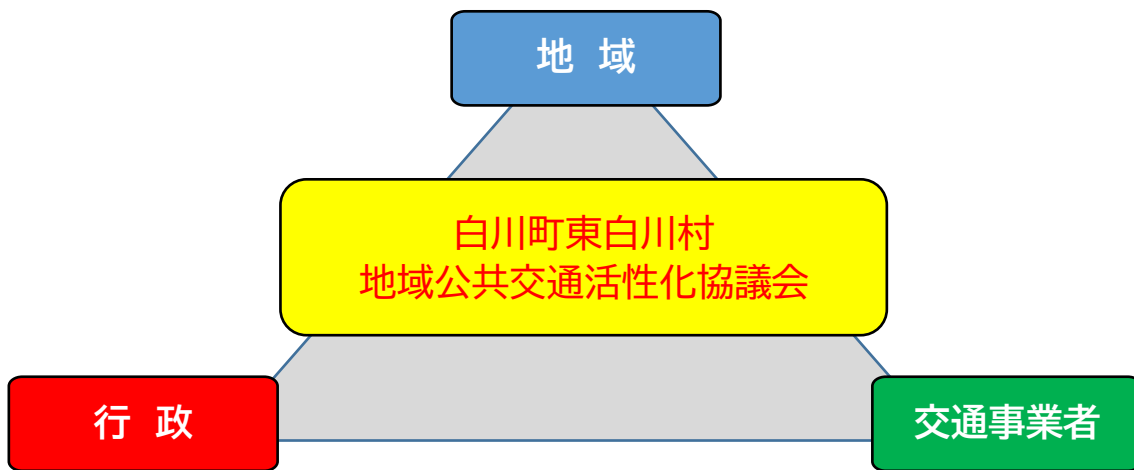 地 域
白川町東白川村
地域公共交通活性化協議会
行 政
交通事業者